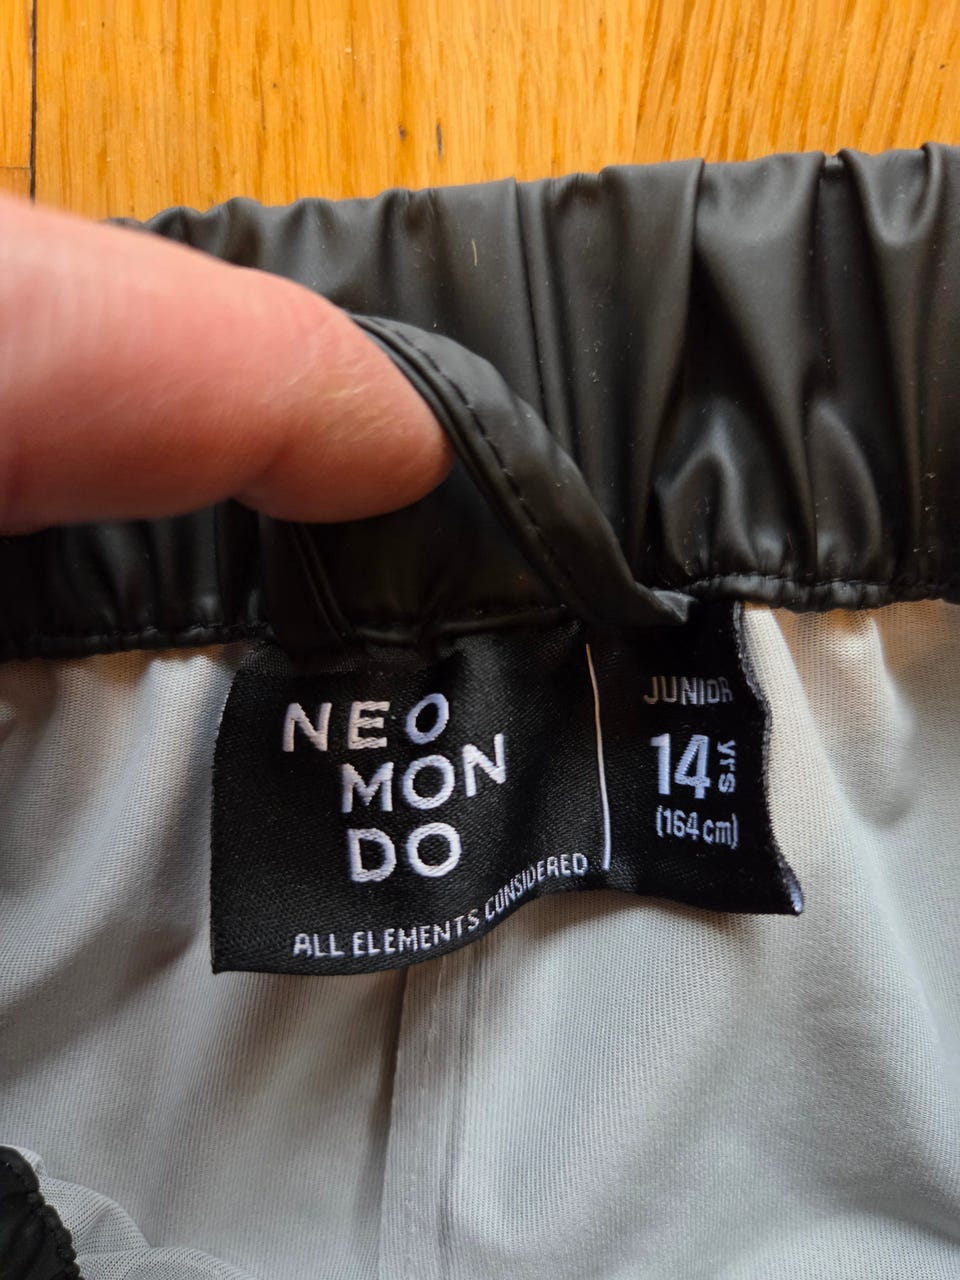 NEO
MON
DO
ALL ELEMENTS CONSIDERED
JUNIOR
14 yrs
(164 cm)